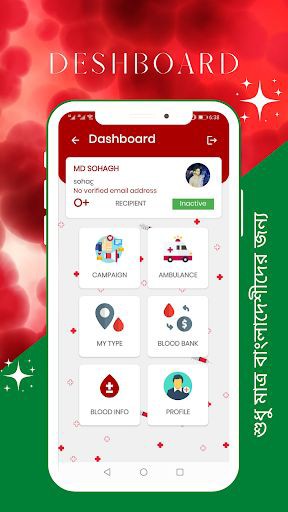 DESHBOARD
6:38
Dashboard
MD SOHAGH
sohag
No verified email address
O+
RECIPIENT
Inactive
CAMPAIGN
AMBULANCE
MY TYPE
BLOOD BANK
BLOOD INFO
PROFILE
শুধু মাত্র বাংলাদেশীদের জন্য